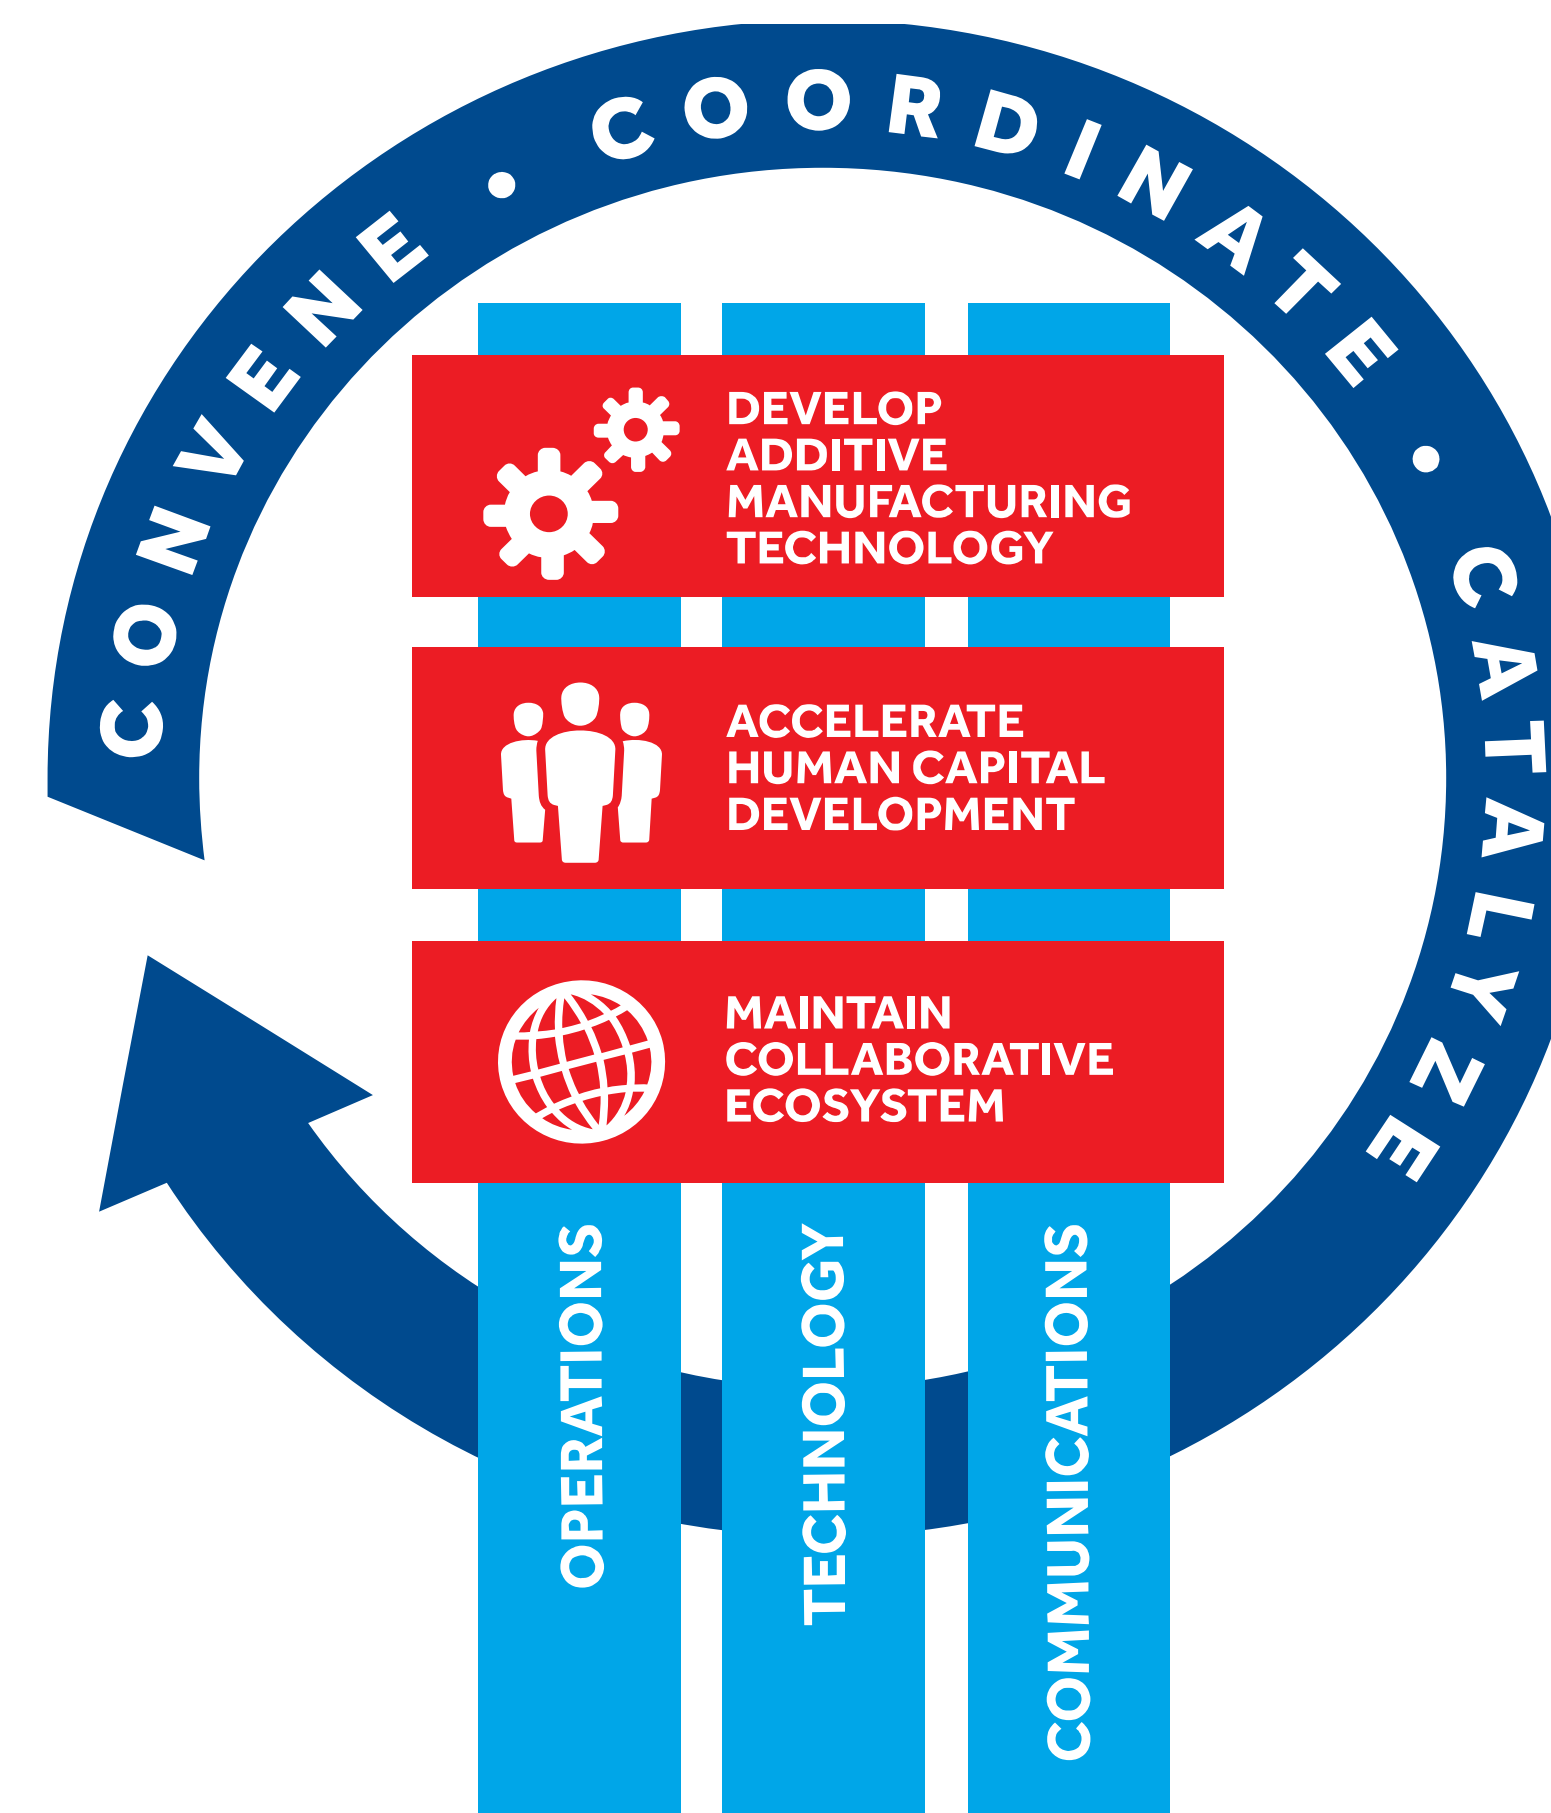 CONVENE • COORDINATE • CATALYZE
DEVELOP
ADDITIVE
MANUFACTURING
TECHNOLOGY
ACCELERATE
HUMAN CAPITAL
DEVELOPMENT
MAINTAIN
COLLABORATIVE
ECOSYSTEM
OPERATIONS
TECHNOLOGY
COMMUNICATIONS